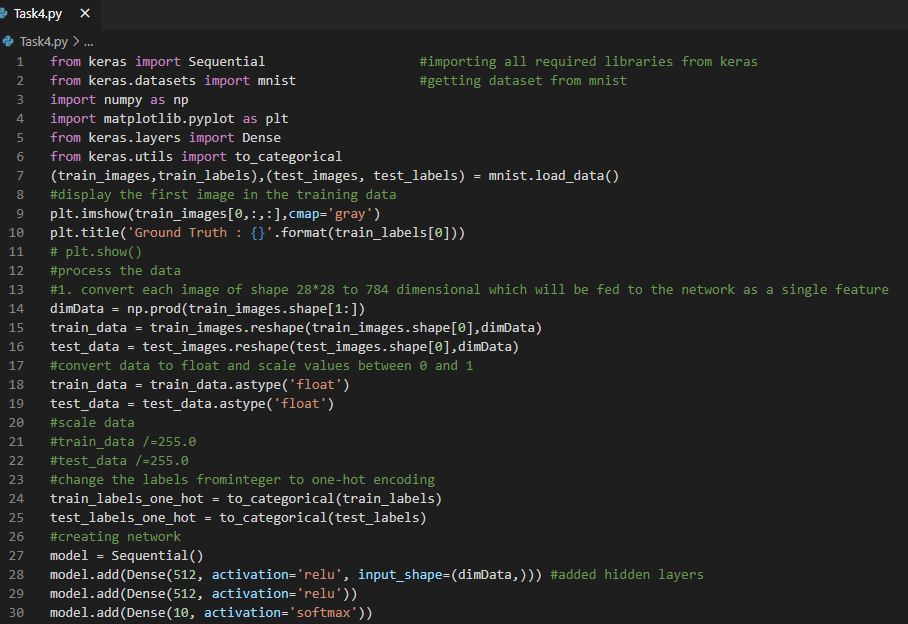 Task4.py ×
Task4.py > ...
1 from keras import Sequential #importing all required libraries from keras
2 from keras.datasets import mnist #getting dataset from mnist
3 import numpy as np
4 import matplotlib.pyplot as plt
5 from keras.layers import Dense
6 from keras.utils import to_categorical
7 (train_images,train_labels),(test_images, test_labels) = mnist.load_data()
8 #display the first image in the training data
9 plt.imshow(train_images[0,:,:],cmap='gray')
10 plt.title('Ground Truth : {}'.format(train_labels[0]))
11 # plt.show()
12 #process the data
13 #1. convert each image of shape 28*28 to 784 dimensional which will be fed to the network as a single feature
14 dimData = np.prod(train_images.shape[1:])
15 train_data = train_images.reshape(train_images.shape[0],dimData)
16 test_data = test_images.reshape(test_images.shape[0],dimData)
17 #convert data to float and scale values between 0 and 1
18 train_data = train_data.astype('float')
19 test_data = test_data.astype('float')
20 #scale data
21 #train_data /=255.0
22 #test_data /=255.0
23 #change the labels frominteger to one-hot encoding
24 train_labels_one_hot = to_categorical(train_labels)
25 test_labels_one_hot = to_categorical(test_labels)
26 #creating network
27 model = Sequential()
28 model.add(Dense(512, activation='relu', input_shape=(dimData,))) #added hidden layers
29 model.add(Dense(512, activation='relu'))
30 model.add(Dense(10, activation='softmax'))